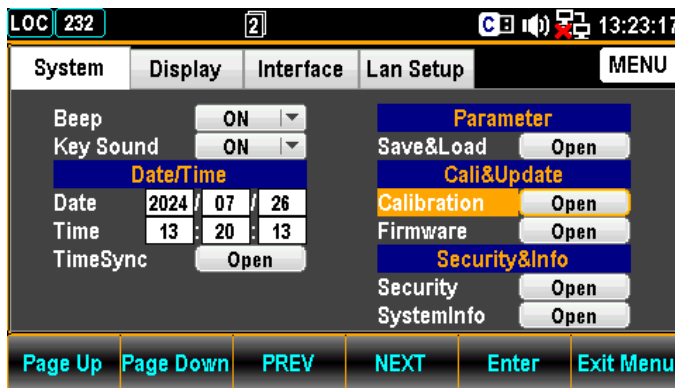 LOC 232 2 C 13:23:17
System Display Interface Lan Setup MENU
Beep ON
Key Sound ON
Date/Time
Date 2024 / 07 / 26
Time 13 : 20 : 13
TimeSync Open
Parameter
Save&Load Open
Cali&Update
Calibration Open
Firmware Open
Security&Info
Security Open
SystemInfo Open
Page Up Page Down PREV NEXT Enter Exit Menu